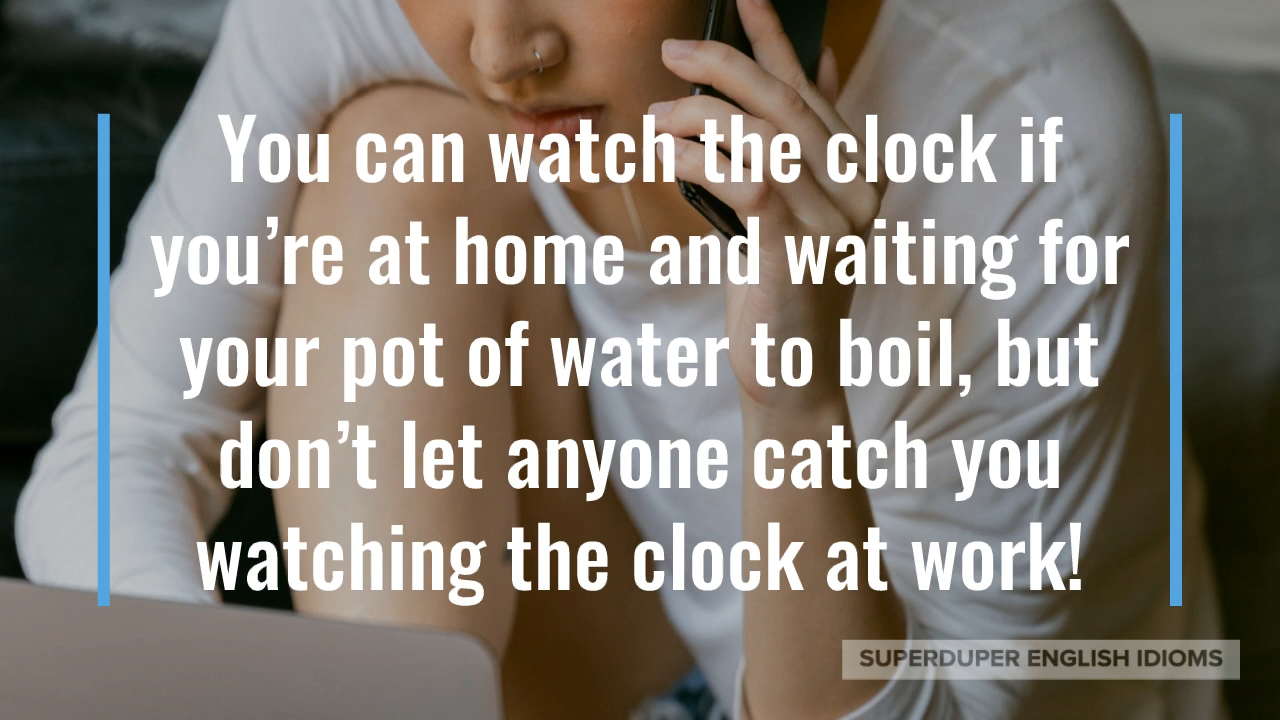 You can watch the clock if
you’re at home and waiting for
your pot of water to boil, but
don’t let anyone catch you
watching the clock at work!
SUPERDUPER ENGLISH IDIOMS